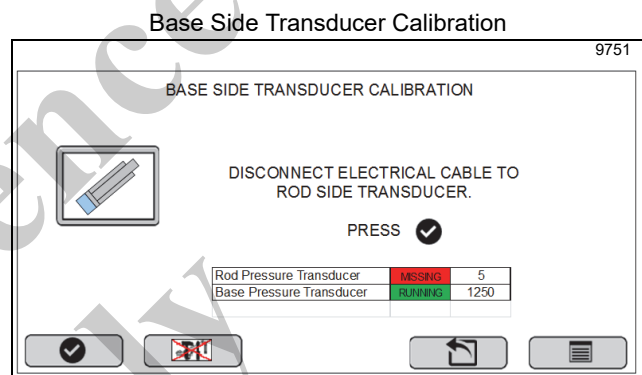 Base Side Transducer Calibration
9751
BASE SIDE TRANSDUCER CALIBRATION
DISCONNECT ELECTRICAL CABLE TO
ROD SIDE TRANSDUCER.
PRESS
Rod Pressure Transducer MISSING 5
Base Pressure Transducer RUNNING 1250